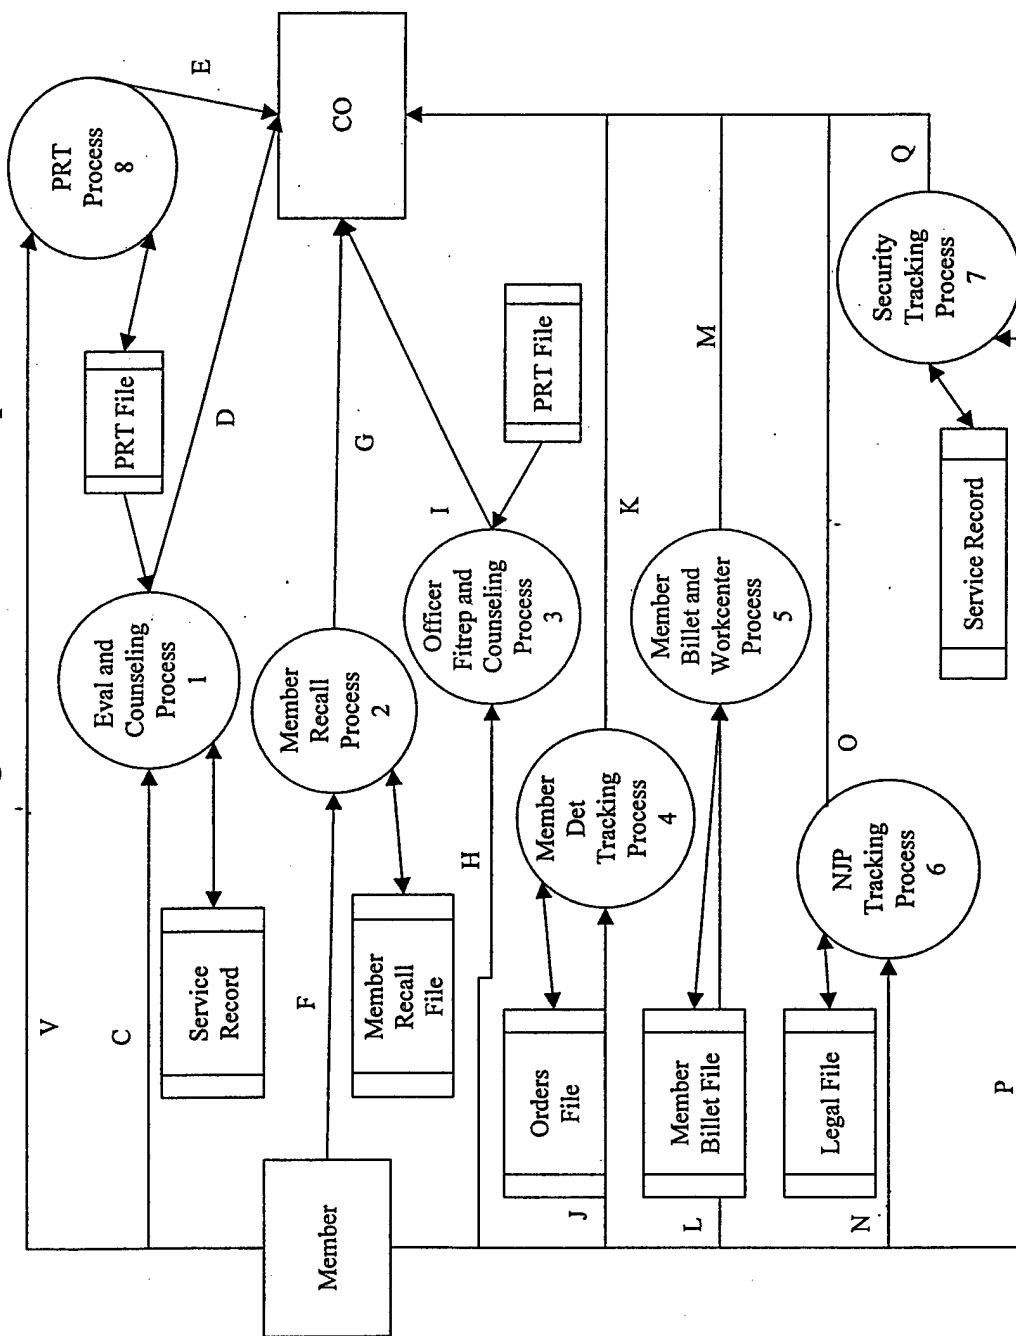 V
C
Service
Record
Eval and
Counseling
Process
1
PRT File
D
PRT
Process
8
E
Member
F
Member
Recall
File
Member
Recall
Process
2
G
CO
H
Officer
Fitrep and
Counseling
Process
3
I
PRT File
J
Orders
File
Member
Det
Tracking
Process
4
K
L
Member
Billet File
Member
Billet and
Workcenter
Process
5
M
N
Legal File
NJP
Tracking
Process
6
O
P
Service Record
Security
Tracking
Process
7
Q